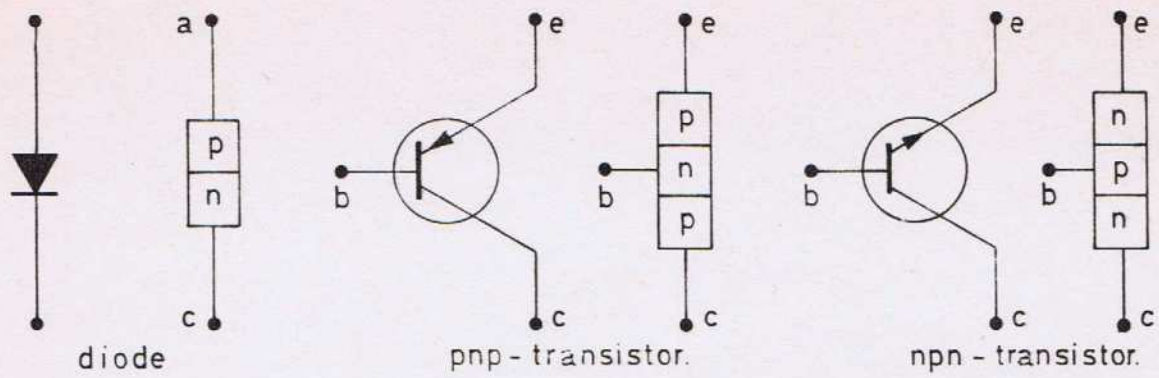 a e e e e
p p n
b n b p
n b p b n
c c c c c
diode pnp - transistor. npn - transistor.